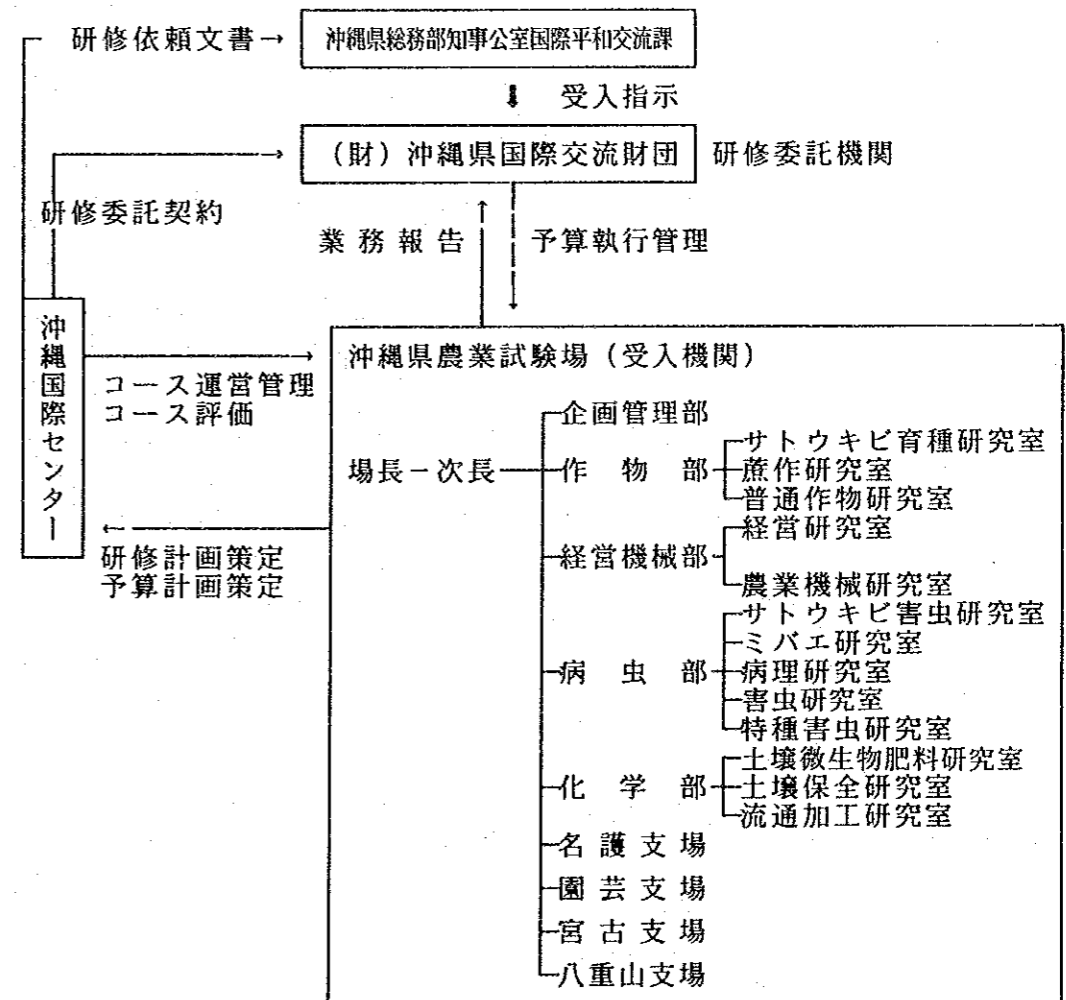 研修依頼文書→ 沖縄県総務部知事公室国際平和交流課
⬇ 受入指示
(財)沖縄県国際交流財団 研修委託機関
研修委託契約
業務報告 予算執行管理
沖縄国際センター
沖縄県農業試験場(受入機関)
コース運営管理
コース評価
企画管理部
場長-次長
作物部
サトウキビ育種研究室
蔗作研究室
普通作物研究室
経営機械部
経営研究室
農業機械研究室
研修計画策定
予算計画策定
病虫部
サトウキビ害虫研究室
ミバエ研究室
病理研究室
害虫研究室
特種害虫研究室
化学部
土壌微生物肥料研究室
土壌保全研究室
流通加工研究室
名護支場
園芸支場
宮古支場
八重山支場